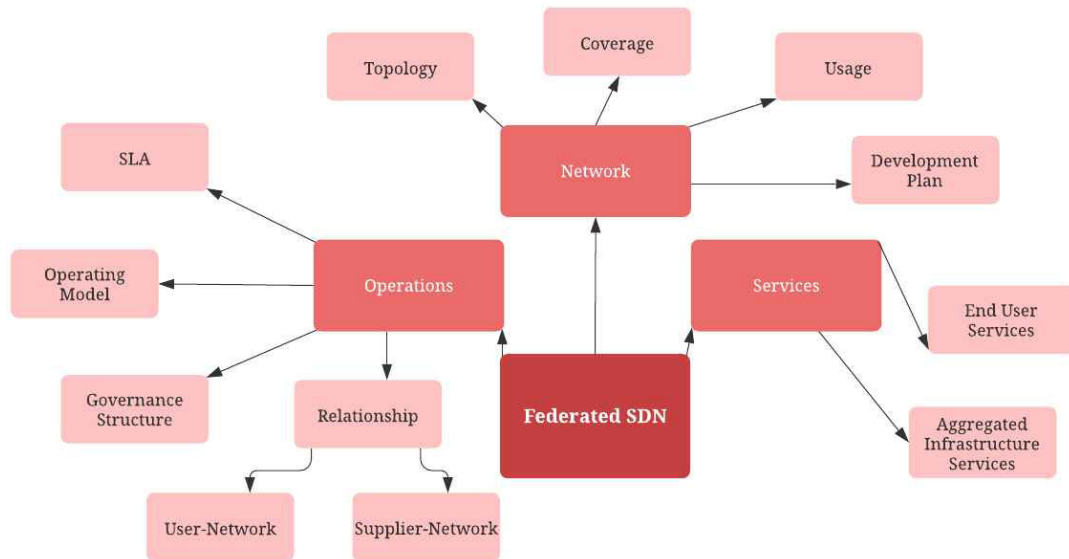 Coverage
Topology
Usage
SLA
Network
Development
Plan
Operating
Model
Operations
Services
End User
Services
Governance
Structure
Relationship
Federated SDN
Aggregated
Infrastructure
Services
User-Network
Supplier-Network